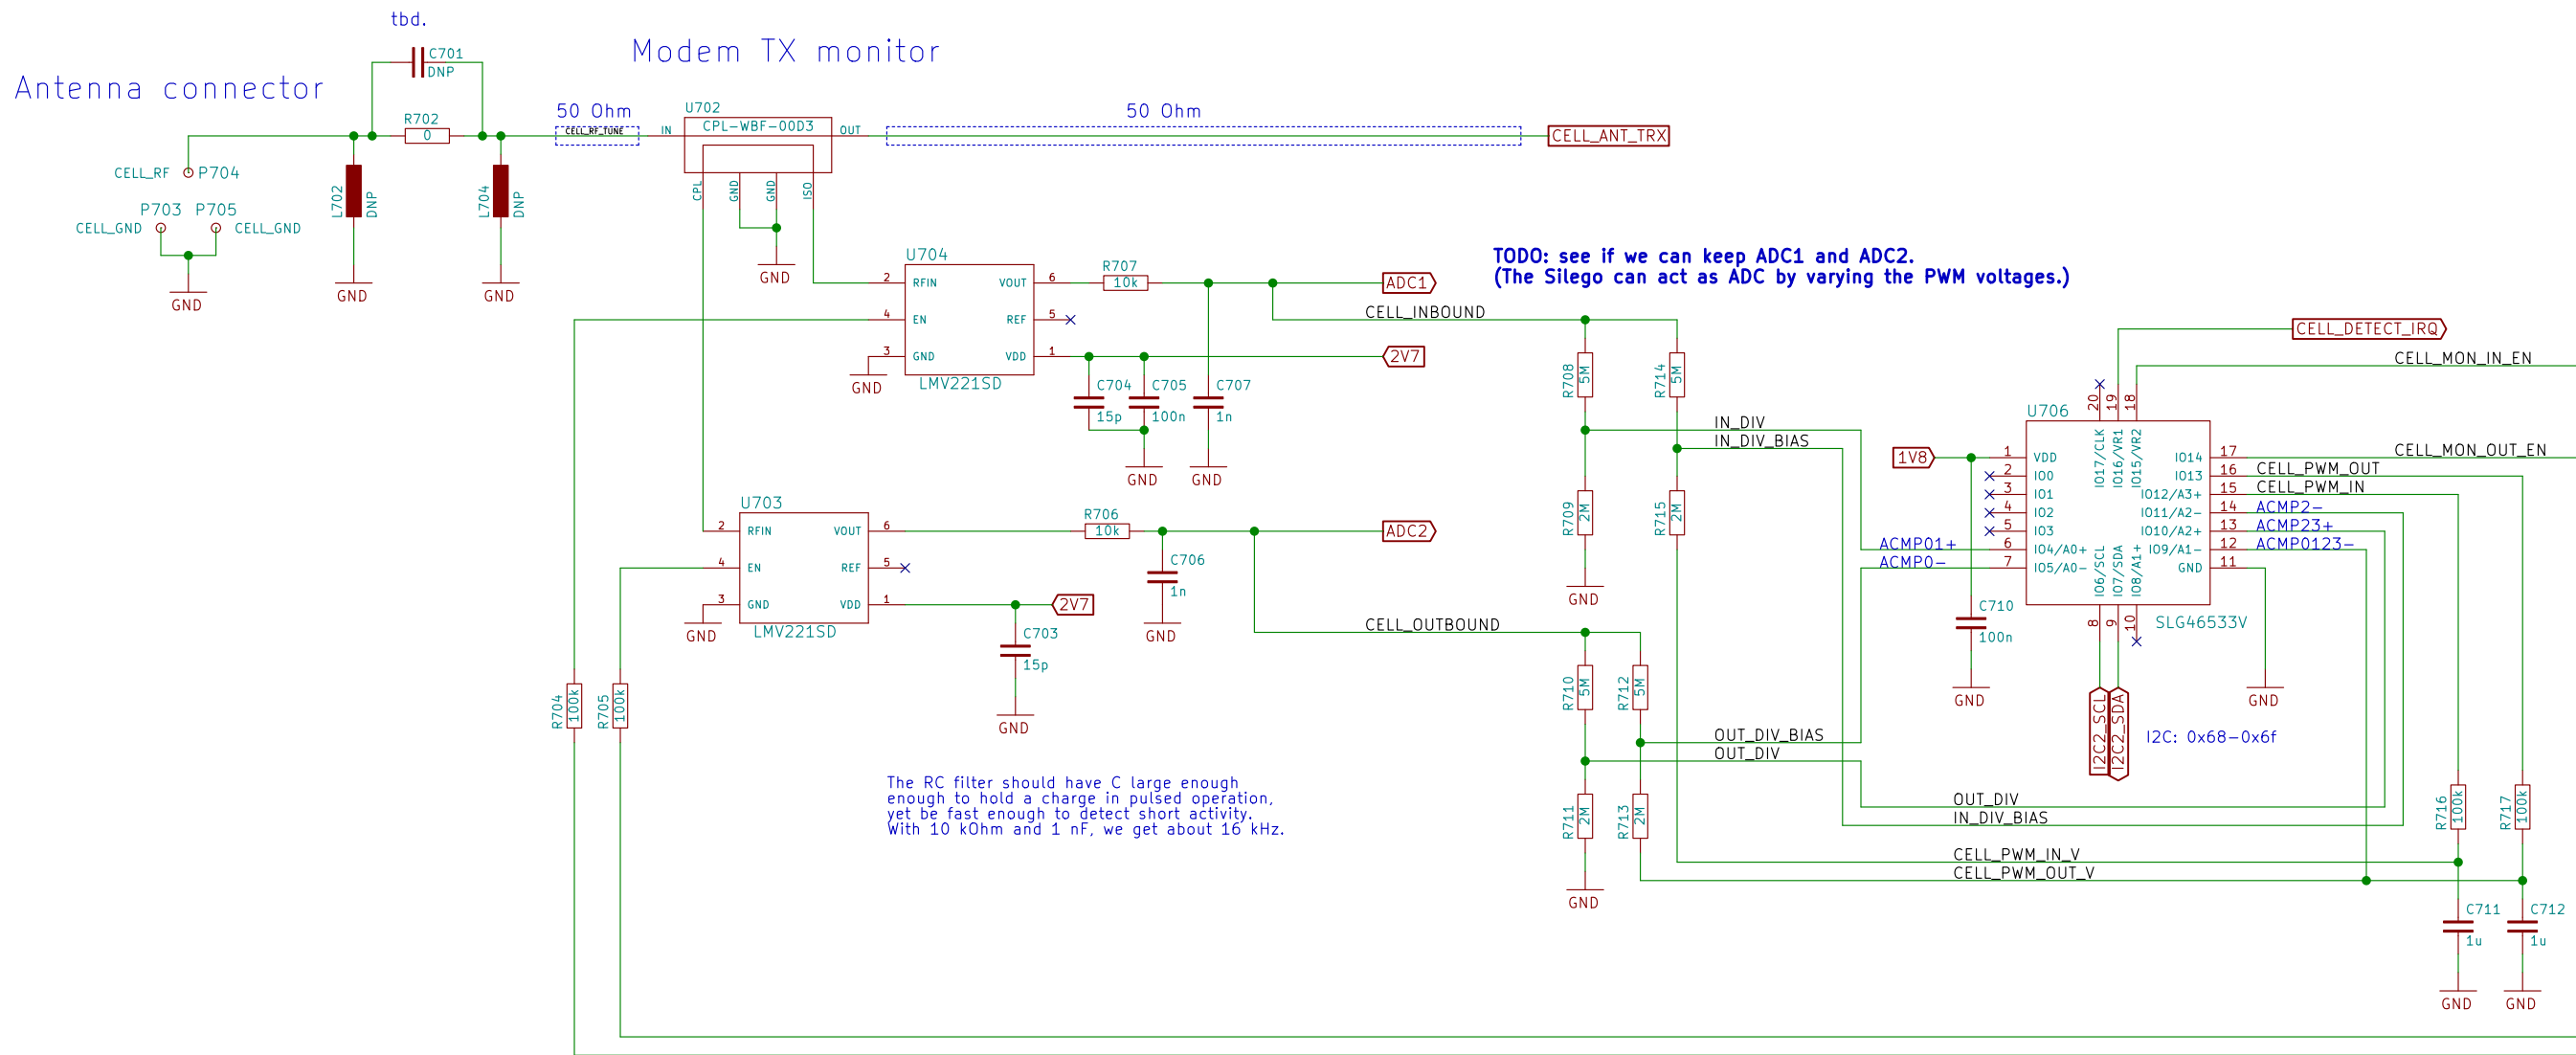 tbd.
C701
DNP
Modem TX monitor
Antenna connector
R702
0
50 Ohm
CELL_RF_TUNE
IN
U702
CPL-WBF-00D3
OUT
50 Ohm
CELL_ANT_TRX
CPL
GND
GND
ISO
GND
CELL_RF
P704
P703
P705
CELL_GND
CELL_GND
GND
L702
DNP
GND
L704
DNP
GND
U704
2
RFIN
VOUT
6
4
EN
REF
5
3
GND
VDD
1
LMV221SD
GND
R707
10k
ADC1
CELL_INBOUND
2V7
C704
15p
C705
100n
C707
1n
GND
GND
TODO: see if we can keep ADC1 and ADC2.
(The Silego can act as ADC by varying the PWM voltages.)
U703
2
RFIN
VOUT
6
4
EN
REF
5
3
GND
VDD
1
LMV221SD
GND
R706
10k
ADC2
C706
1n
GND
2V7
C703
15p
GND
CELL_OUTBOUND
R704
100k
R705
100k
The RC filter should have C large enough
enough to hold a charge in pulsed operation,
yet be fast enough to detect short activity.
With 10 kOhm and 1 nF, we get about 16 kHz.
R708
5M
R714
5M
IN_DIV
IN_DIV_BIAS
R709
2M
R715
2M
GND
R710
5M
R712
5M
OUT_DIV_BIAS
OUT_DIV
R711
2M
R713
2M
GND
CELL_DETECT_IRQ
CELL_MON_IN_EN
CELL_MON_OUT_EN
CELL_PWM_OUT
CELL_PWM_IN
ACMP2-
ACMP23+
ACMP0123-
ACMP01+
ACMP0-
1V8
C710
100n
GND
U706
20
19
18
IO17/CLK
IO16/VR1
IO15/VR2
1
VDD
IO14
17
2
IO0
IO13
16
3
IO1
IO12/A3+
15
4
IO2
IO11/A2-
14
5
IO3
IO10/A2+
13
6
IO4/A0+
IO9/A1-
12
7
IO5/A0-
GND
11
IO6/SCL
IO7/SDA
IO8/A1+
8
9
10
SLG46533V
GND
I2C2_SCL
I2C2_SDA
I2C: 0x68-0x6f
OUT_DIV
IN_DIV_BIAS
CELL_PWM_IN_V
CELL_PWM_OUT_V
R716
100k
R717
100k
C711
1u
C712
1u
GND
GND